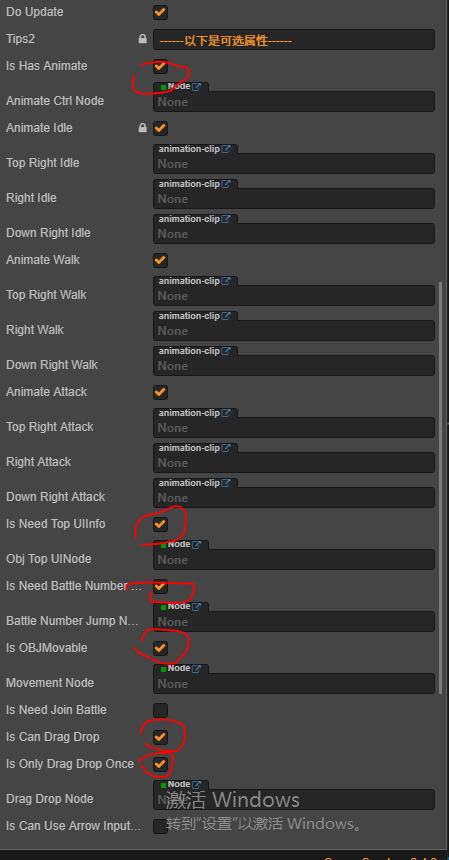 Do Update
Tips2 ------以下是可选属性------
Is Has Animate
Node
Animate Ctrl Node None
Animate Idle
animation-clip
Top Right Idle None
animation-clip
Right Idle None
animation-clip
Down Right Idle None
Animate Walk
animation-clip
Top Right Walk None
animation-clip
Right Walk None
animation-clip
Down Right Walk None
Animate Attack
animation-clip
Top Right Attack None
animation-clip
Right Attack None
animation-clip
Down Right Attack None
Is Need Top UIInfo
Node
Obj Top UINode None
Is Need Battle Number ...
Node
Battle Number Jump N... None
Is OBJMovable
Node
Movement Node None
Is Need Join Battle
Is Can Drag Drop
Is Only Drag Drop Once
Node
Drag Drop Node
激活 Windows
Is Can Use Arrow Input...
转到“设置”以激活 Windows。